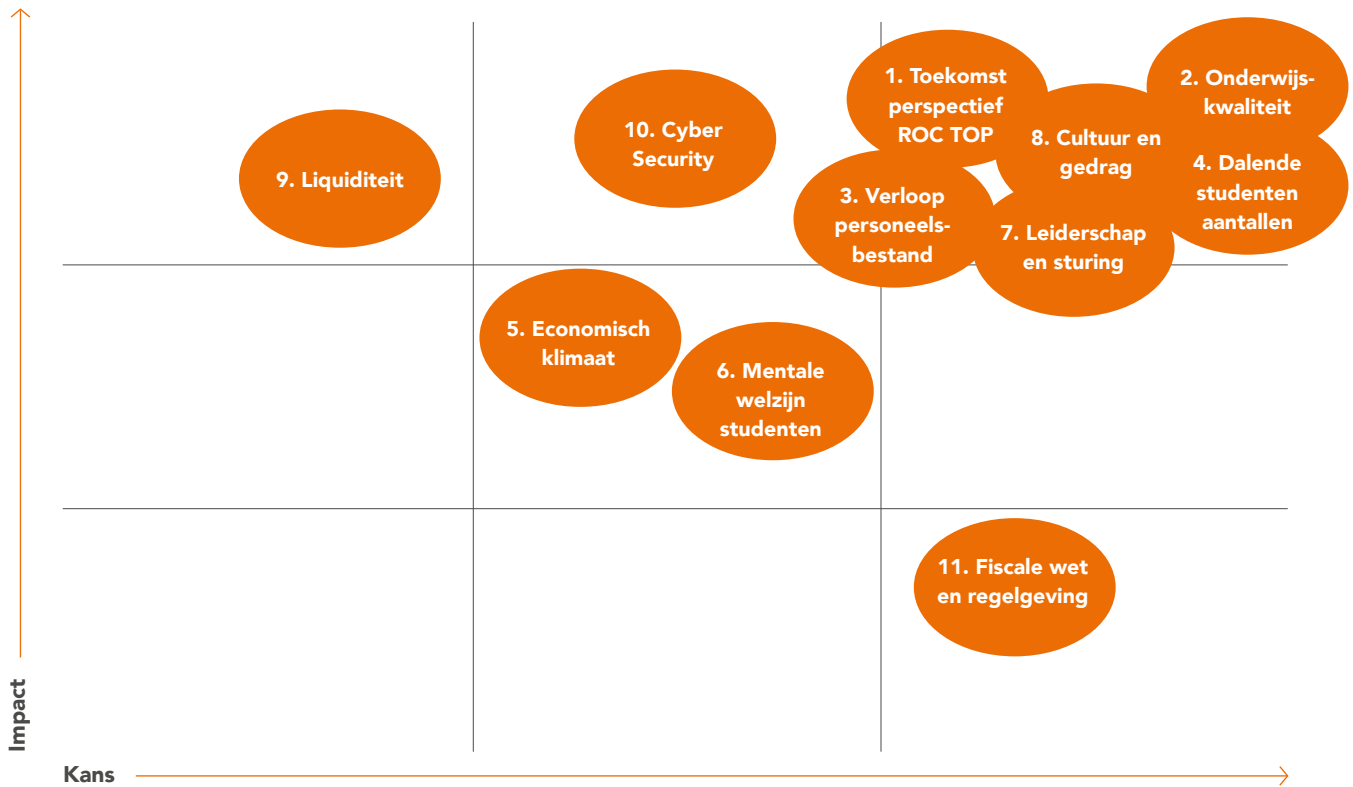 1. Toekomst
perspectief
ROC TOP
2. Onderwijs-
kwaliteit
8. Cultuur en
gedrag
4. Dalende
studenten
aantallen
10. Cyber
Security
9. Liquiditeit
3. Verloop
personeels-
bestand
7. Leiderschap
en sturing
5. Economisch
klimaat
6. Mentale
welzijn
studenten
11. Fiscale wet
en regelgeving
Impact
Kans